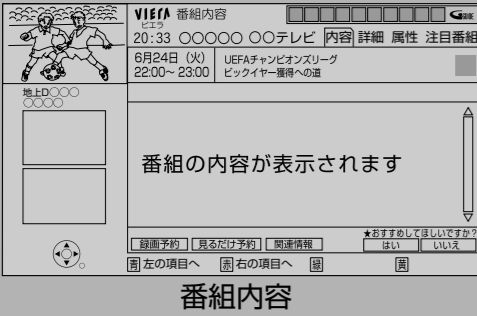 VIErA 番組内容
ビエラ
GGUIDE
20:33 ○○○○○ ○○テレビ 内容 詳細 属性 注目番組
6月24日(火) UEFAチャンピオンズリーグ
22:00~23:00 ビックイヤー獲得への道
地上D○○○
○○○○
番組の内容が表示されます
★おすすめしてほしいですか?
録画予約 見るだけ予約 関連情報 はい いいえ
青 左の項目へ 赤 右の項目へ 緑 黄
番組内容